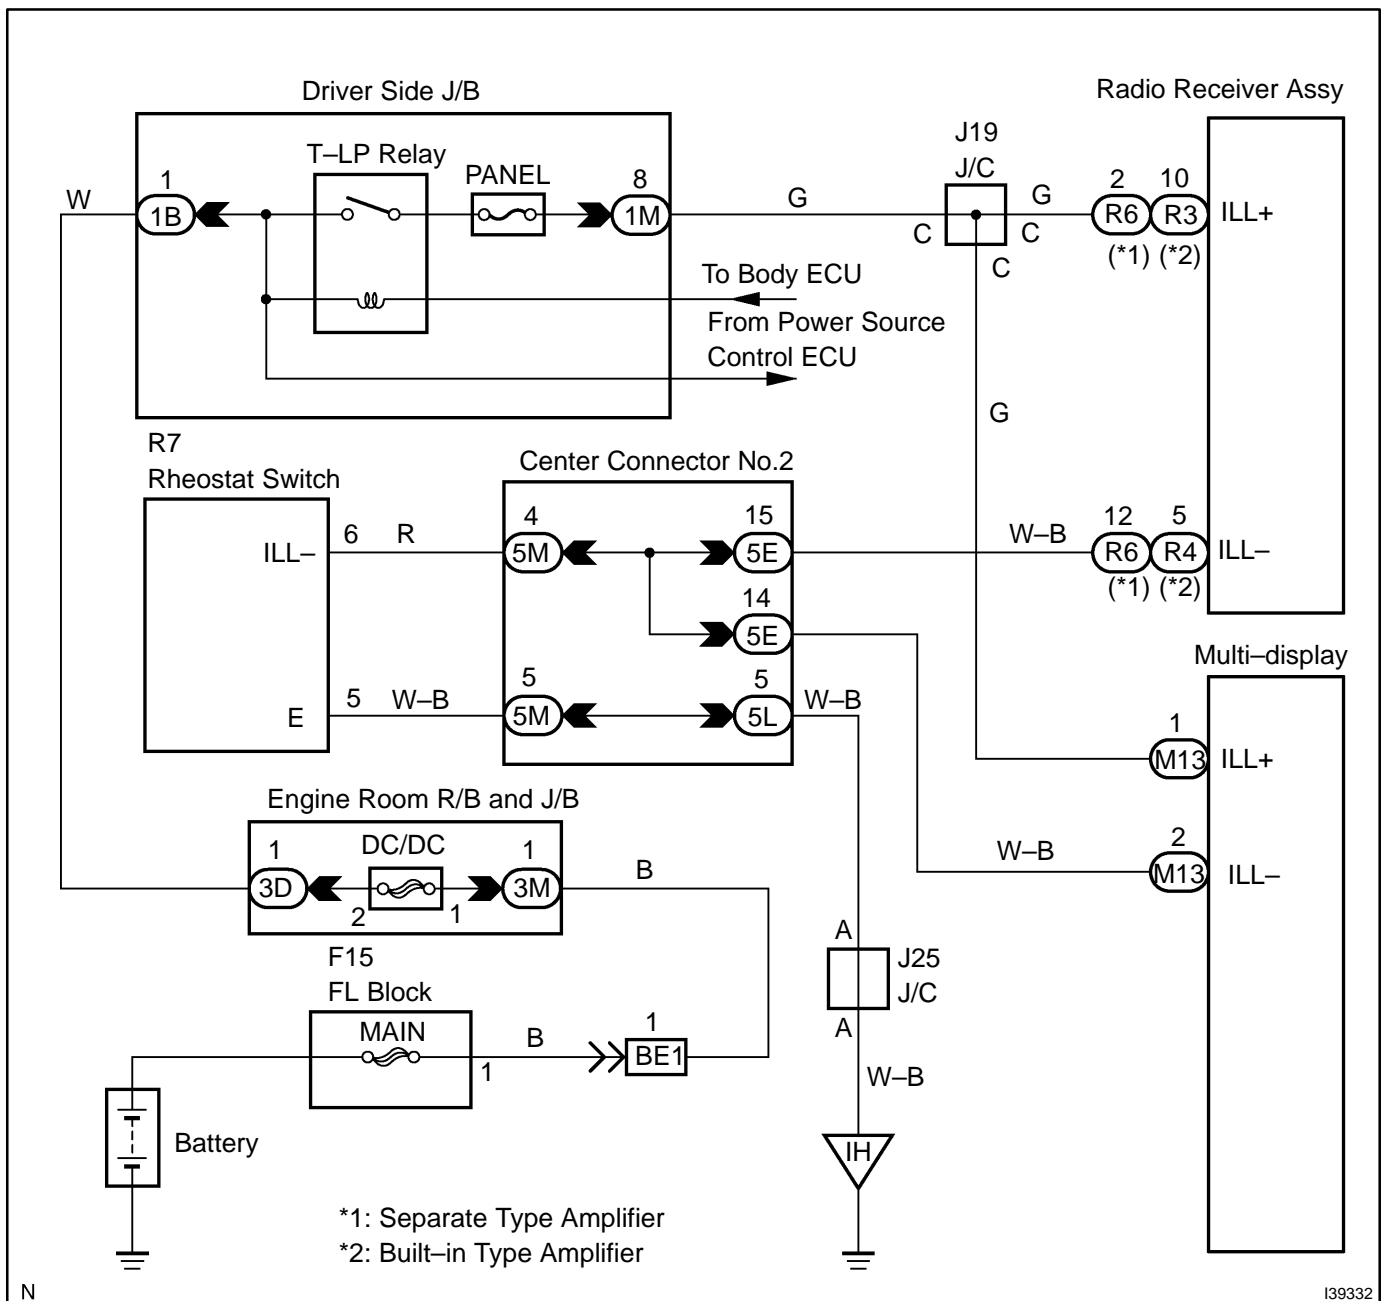 Driver Side J/B
Radio Receiver Assy
J19
J/C
T–LP Relay
PANEL
1
8
2
10
W
1B
1M
G
G
R6
R3
ILL+
C
C
(*1)
(*2)
C
To Body ECU
From Power Source
Control ECU
G
R7
Rheostat Switch
Center Connector No.2
4
15
12
5
6
R
ILL–
5M
5E
W–B
R6
R4
ILL–
(*1)
(*2)
14
5E
Multi–display
5
5
5
W–B
W–B
E
5M
5L
1
M13
ILL+
Engine Room R/B and J/B
DC/DC
1
1
2
W–B
B
3D
3M
M13
ILL–
2
1
A
F15
FL Block
J25
J/C
MAIN
1
B
A
BE1
1
W–B
Battery
IH
*1: Separate Type Amplifier
*2: Built–in Type Amplifier
N
I39332